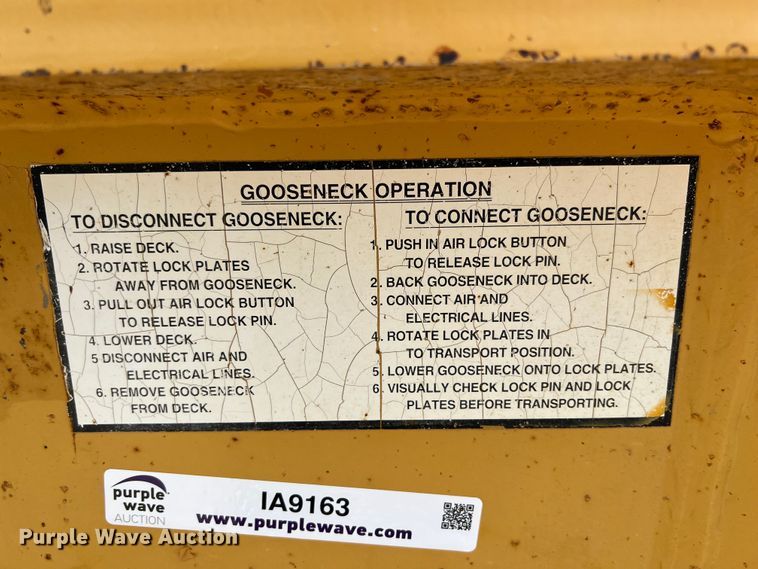 GOOSENECK OPERATION
TO DISCONNECT GOOSENECK:
1. RAISE DECK.
2. ROTATE LOCK PLATES
AWAY FROM GOOSENECK.
3. PULL OUT AIR LOCK BUTTON
TO RELEASE LOCK PIN.
4. LOWER DECK.
5 DISCONNECT AIR AND
ELECTRICAL LINES.
6. REMOVE GOOSENECK
FROM DECK.
TO CONNECT GOOSENECK:
1. PUSH IN AIR LOCK BUTTON
TO RELEASE LOCK PIN.
2. BACK GOOSENECK INTO DECK.
3. CONNECT AIR AND
ELECTRICAL LINES.
4. ROTATE LOCK PLATES IN
TO TRANSPORT POSITION.
5. LOWER GOOSENECK ONTO LOCK PLATES.
6. VISUALLY CHECK LOCK PIN AND LOCK
PLATES BEFORE TRANSPORTING.
purple
wave
AUCTION
IA9163
www.purplewave.com
Purple Wave Auction